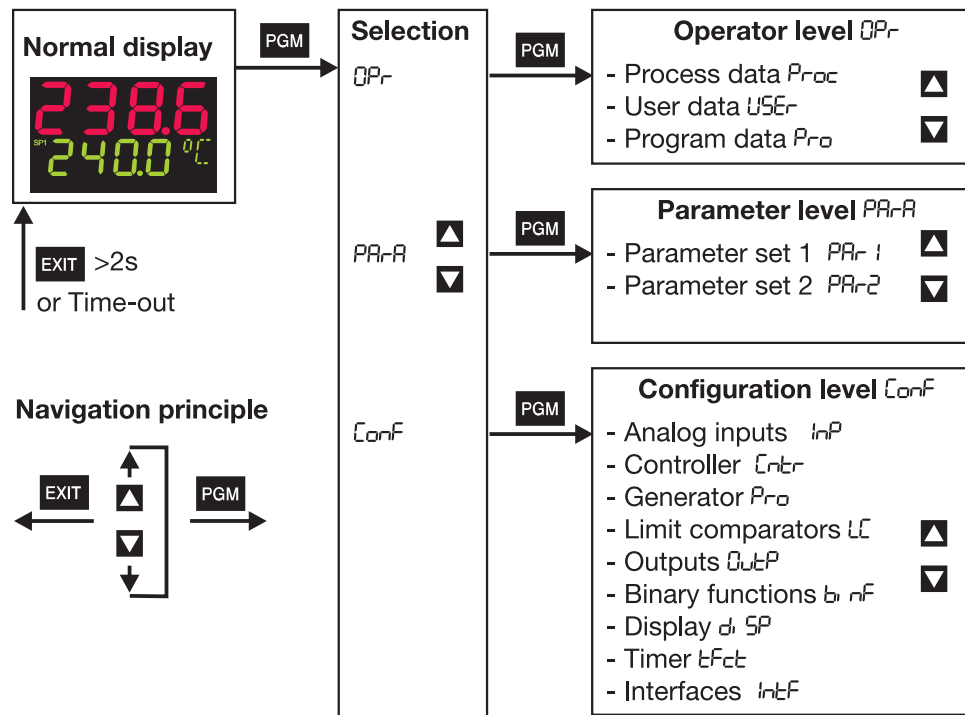 Normal display
238.6
SP1 240.0 °C
PGM
EXIT >2s
or Time-out
Navigation principle
EXIT
PGM
Selection
OPr
PArA
ConF
PGM
Operator level OPr
- Process data Proc
- User data USEr
- Program data Pro
PGM
Parameter level PArA
- Parameter set 1 PAr1
- Parameter set 2 PAr2
PGM
Configuration level ConF
- Analog inputs InP
- Controller Cntr
- Generator Pro
- Limit comparators LC
- Outputs OutP
- Binary functions binF
- Display diSP
- Timer tFct
- Interfaces IntF